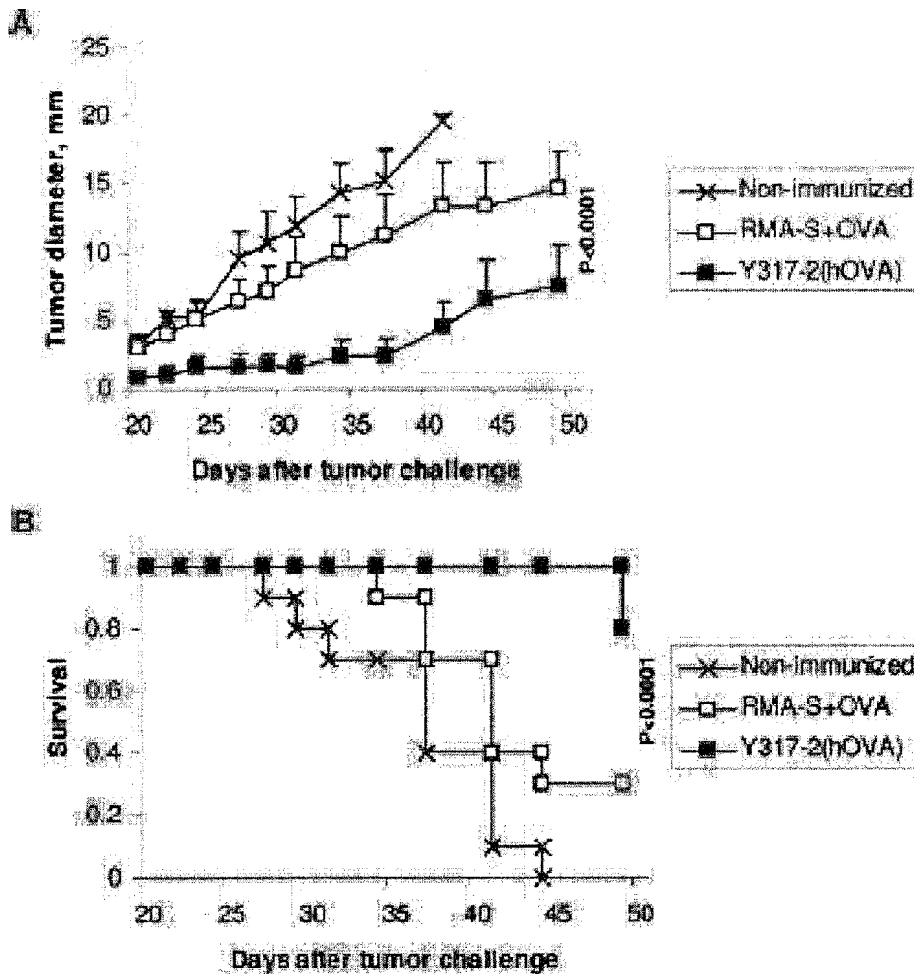 A
25
20
15
10
5
0
Tumor diameter, mm
20 25 30 35 40 45 50
Days after tumor challenge
P<0.0001
Non-immunized
RMA-S+OVA
Y317-2(hOVA)
B
1
0.8
0.6
0.4
0.2
0
Survival
20 25 30 35 40 45 50
Days after tumor challenge
P<0.0001
Non-immunized
RMA-S+OVA
Y317-2(hOVA)